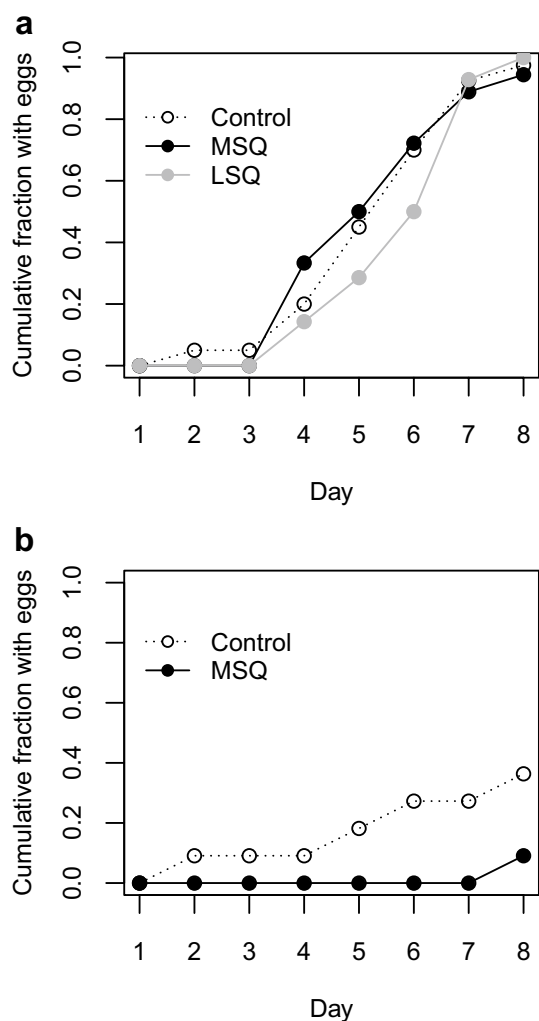 a
Cumulative fraction with eggs
1.0
0.8
0.6
0.4
0.2
0.0
Control
MSQ
LSQ
1 2 3 4 5 6 7 8
Day
b
Cumulative fraction with eggs
1.0
0.8
0.6
0.4
0.2
0.0
Control
MSQ
1 2 3 4 5 6 7 8
Day